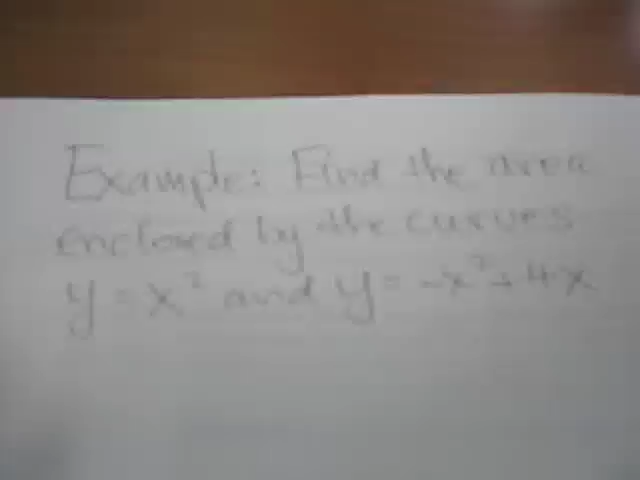 Example: Find the area
enclosed by the curves
y = x² and y = -x² + 4x